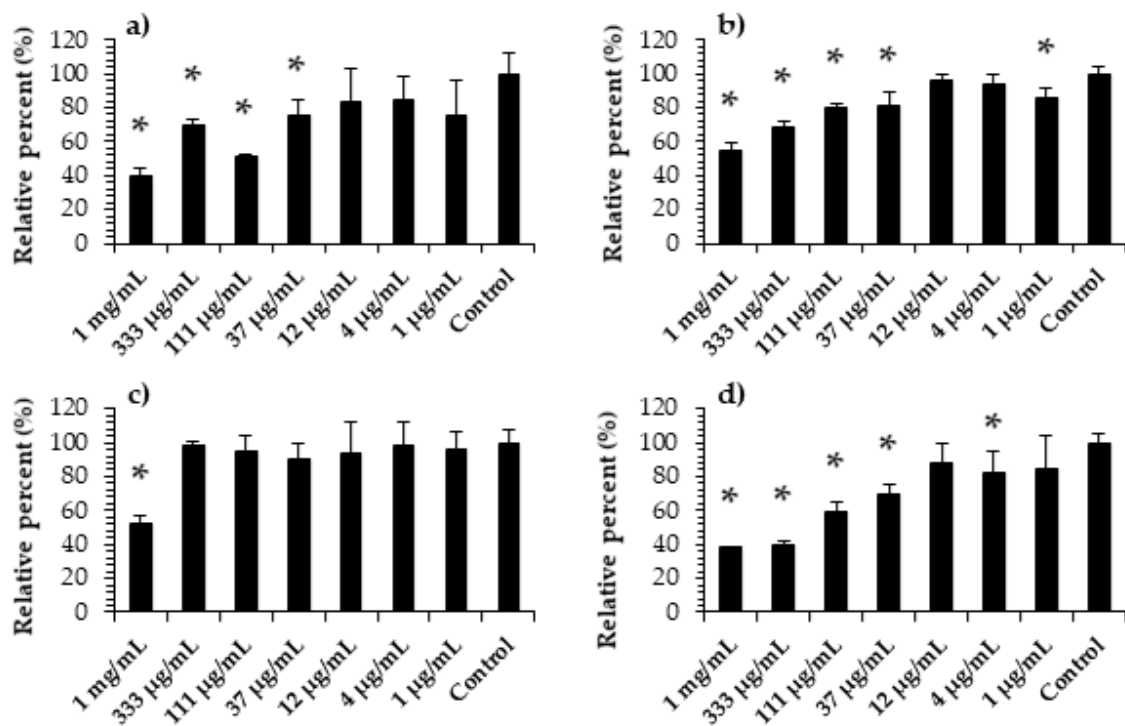 a)
Relative percent (%)
120
100
80
60
40
20
0
*
*
*
*
1 mg/mL
333 µg/mL
111 µg/mL
37 µg/mL
12 µg/mL
4 µg/mL
1 µg/mL
Control
b)
Relative percent (%)
120
100
80
60
40
20
0
*
*
*
*
*
1 mg/mL
333 µg/mL
111 µg/mL
37 µg/mL
12 µg/mL
4 µg/mL
1 µg/mL
Control
c)
Relative percent (%)
120
100
80
60
40
20
0
*
1 mg/mL
333 µg/mL
111 µg/mL
37 µg/mL
12 µg/mL
4 µg/mL
1 µg/mL
Control
d)
Relative percent (%)
120
100
80
60
40
20
0
*
*
*
*
*
1 mg/mL
333 µg/mL
111 µg/mL
37 µg/mL
12 µg/mL
4 µg/mL
1 µg/mL
Control